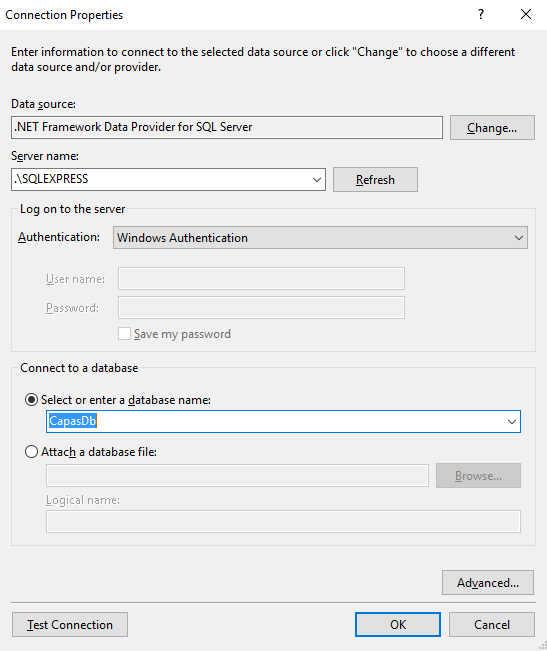 Connection Properties
?
Enter information to connect to the selected data source or click "Change" to choose a different
data source and/or provider.
Data source:
.NET Framework Data Provider for SQL Server
Change...
Server name:
.\SQLEXPRESS
Refresh
Log on to the server
Authentication:
Windows Authentication
User name:
Password:
Save my password
Connect to a database
Select or enter a database name:
CapasDb
Attach a database file:
Browse...
Logical name:
Advanced...
Test Connection
OK
Cancel